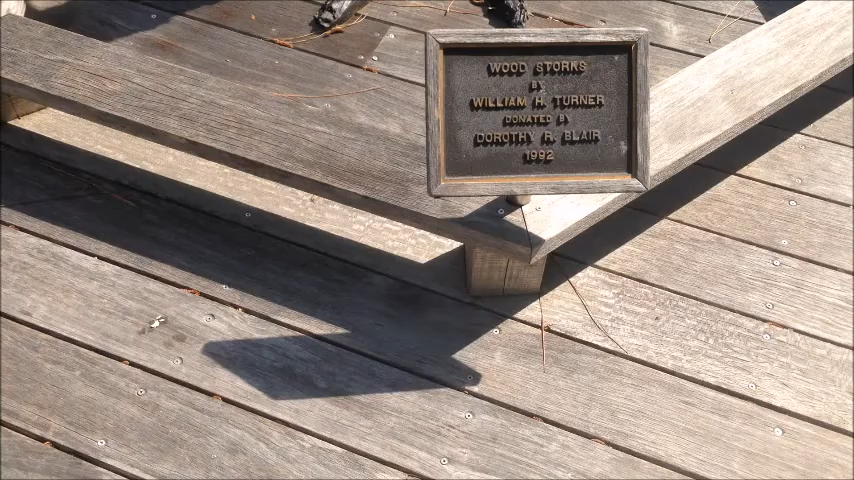 WOOD STORKS
BY
WILLIAM H. TURNER
DONATED BY
DOROTHY R. BLAIR
1992